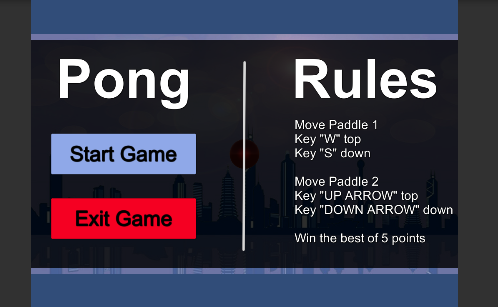 Pong
Start Game
Exit Game
Rules
Move Paddle 1
Key "W" top
Key "S" down
Move Paddle 2
Key "UP ARROW" top
Key "DOWN ARROW" down
Win the best of 5 points